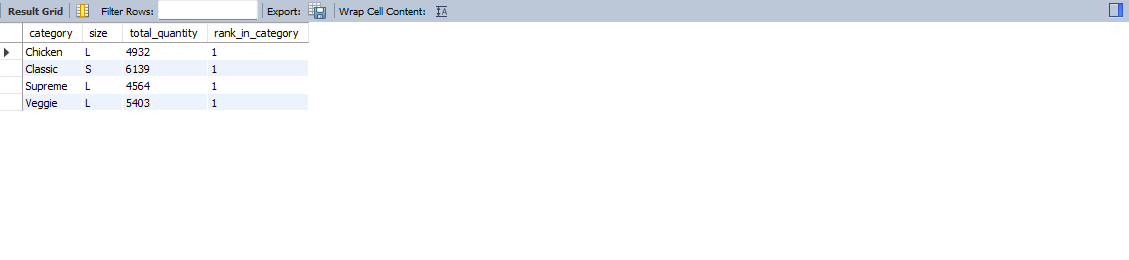 Result Grid Filter Rows: Export: Wrap Cell Content: IA
category size total_quantity rank_in_category
Chicken L 4932 1
Classic S 6139 1
Supreme L 4564 1
Veggie L 5403 1